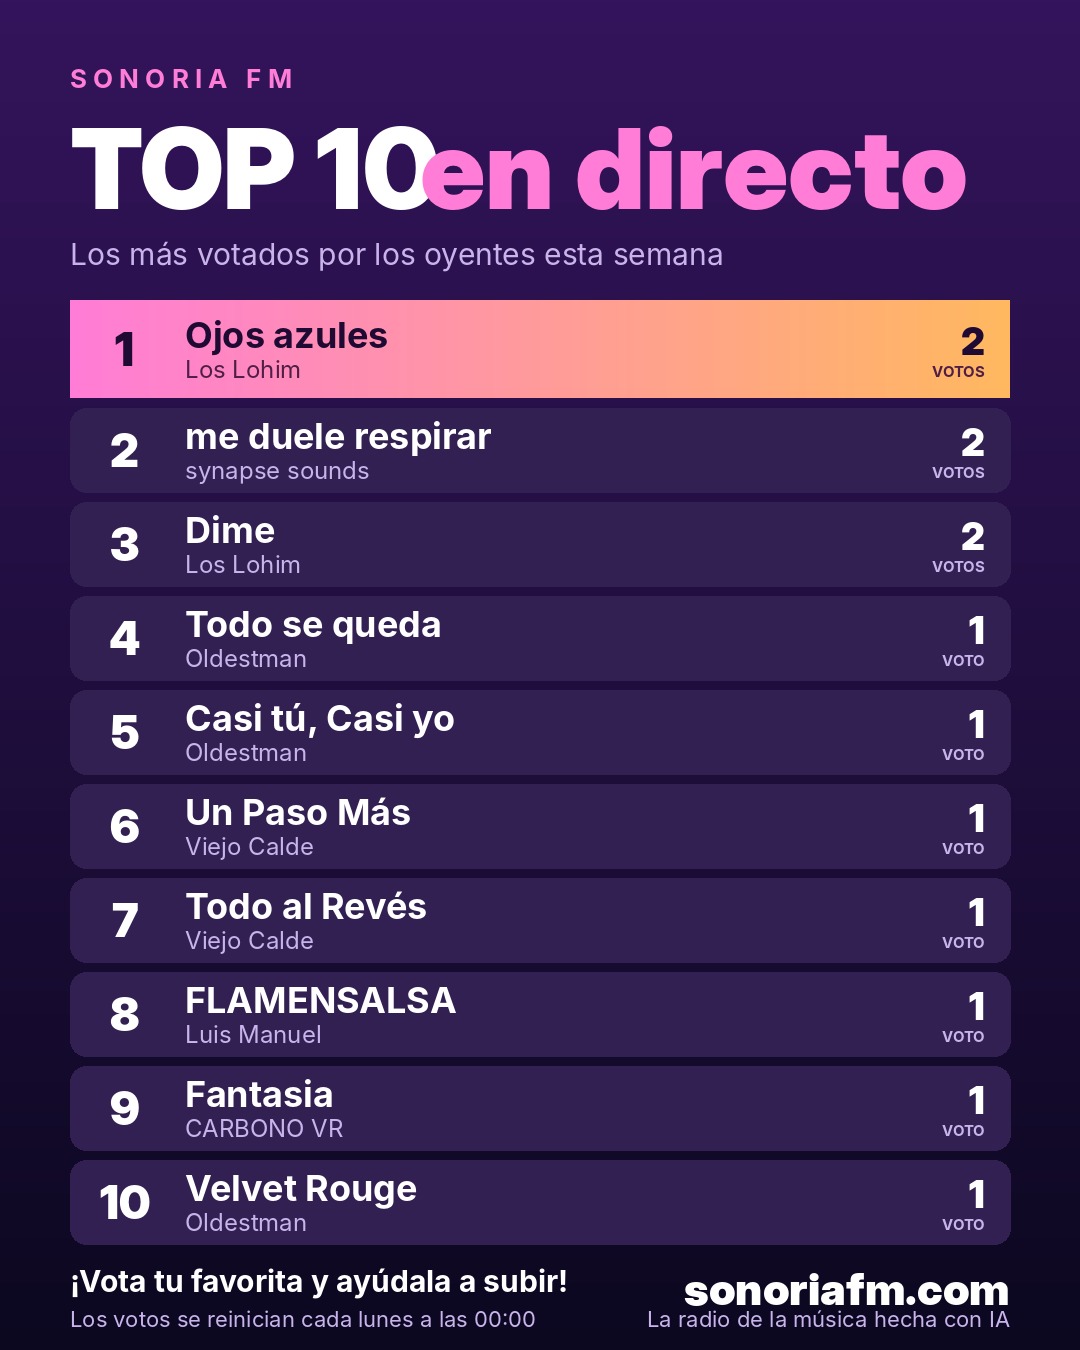 SONORIA FM
TOP 10 en directo
Los más votados por los oyentes esta semana
1
Ojos azules
Los Lohim
2
VOTOS
2
me duele respirar
synapse sounds
2
VOTOS
3
Dime
Los Lohim
2
VOTOS
4
Todo se queda
Oldestman
1
VOTO
5
Casi tú, Casi yo
Oldestman
1
VOTO
6
Un Paso Más
Viejo Calde
1
VOTO
7
Todo al Revés
Viejo Calde
1
VOTO
8
FLAMENSALSA
Luis Manuel
1
VOTO
9
Fantasia
CARBONO VR
1
VOTO
10
Velvet Rouge
Oldestman
1
VOTO
¡Vota tu favorita y ayúdala a subir!
Los votos se reinician cada lunes a las 00:00
sonoriafm.com
La radio de la música hecha con IA